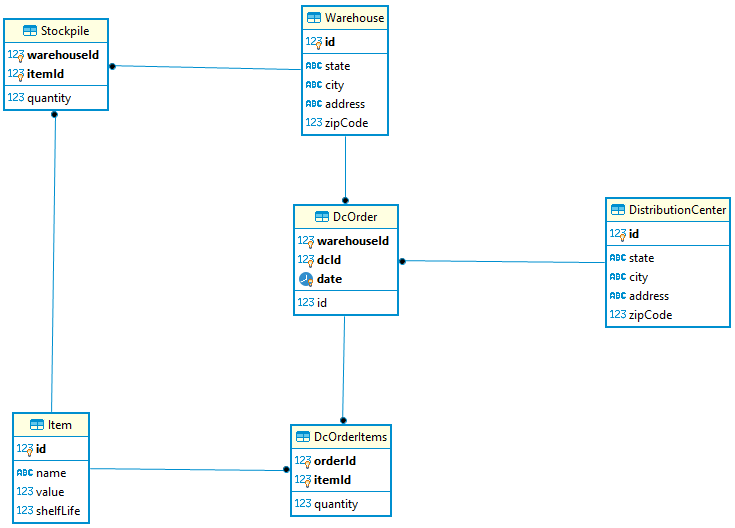 Stockpile
123 warehouseId
123 itemId
123 quantity
Warehouse
123 id
ABC state
ABC city
ABC address
123 zipCode
DcOrder
123 warehouseId
123 dcId
date
123 id
DistributionCenter
123 id
ABC state
ABC city
ABC address
123 zipCode
Item
123 id
ABC name
123 value
123 shelfLife
DcOrderItems
123 orderId
123 itemId
123 quantity